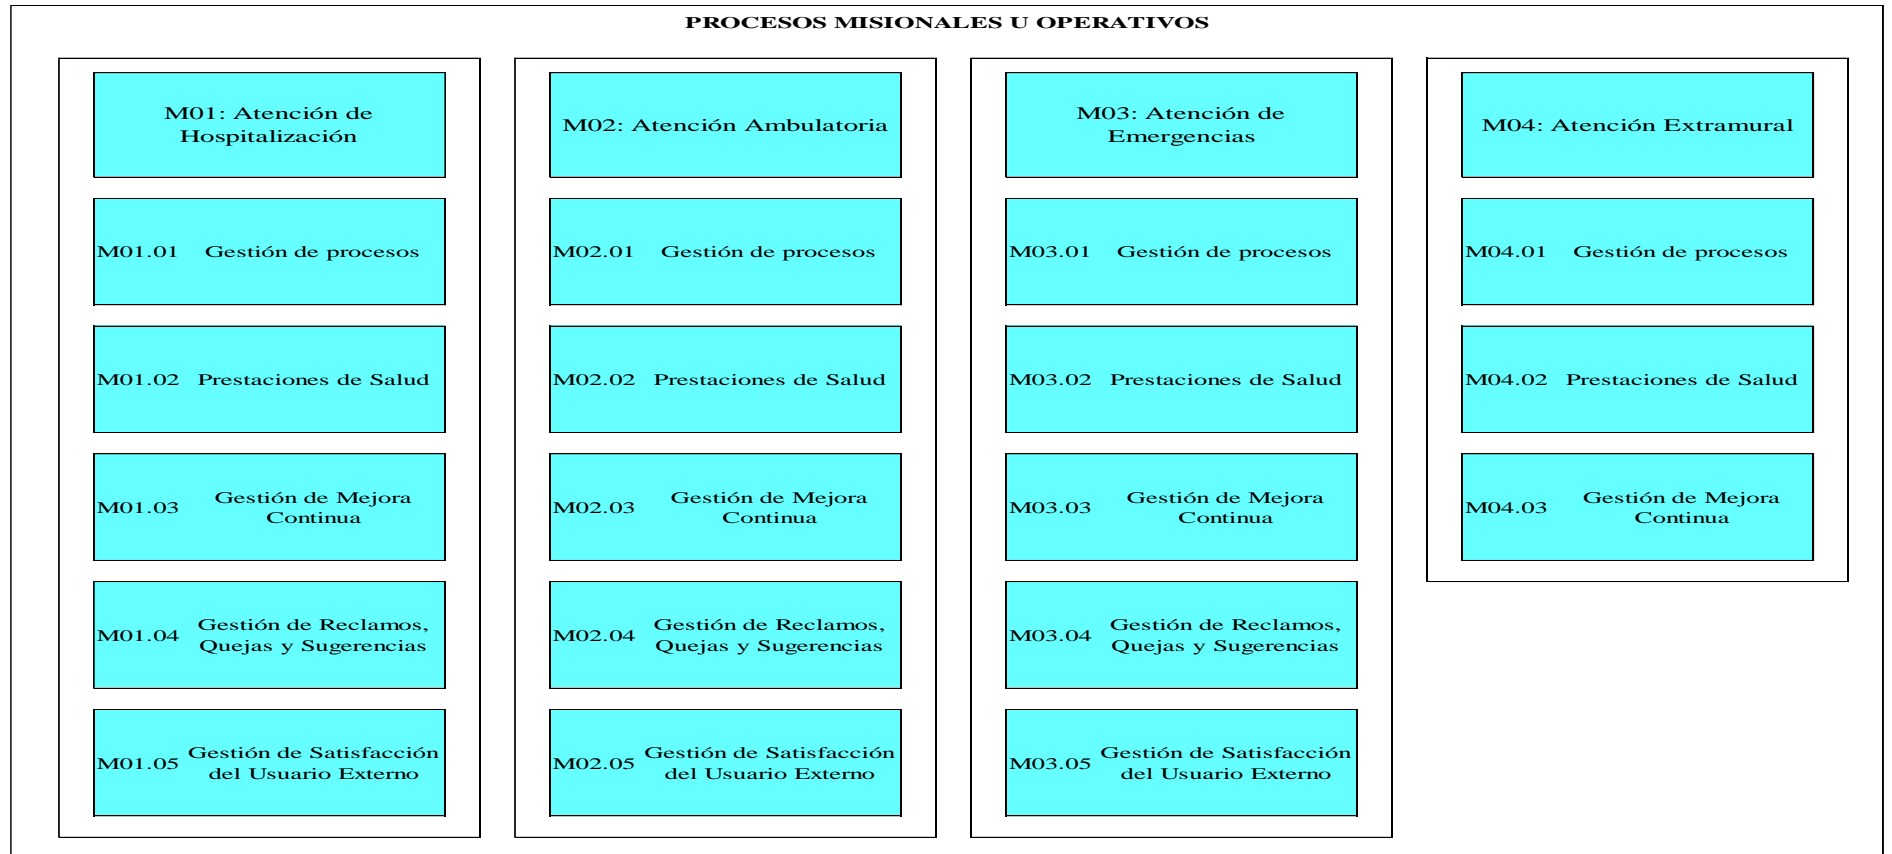 PROCESOS MISIONALES U OPERATIVOS
M01: Atención de
Hospitalización
M01.01 Gestión de procesos
M01.02 Prestaciones de Salud
M01.03 Gestión de Mejora
Continua
M01.04 Gestión de Reclamos,
Quejas y Sugerencias
M01.05 Gestión de Satisfacción
del Usuario Externo
M02: Atención Ambulatoria
M02.01 Gestión de procesos
M02.02 Prestaciones de Salud
M02.03 Gestión de Mejora
Continua
M02.04 Gestión de Reclamos,
Quejas y Sugerencias
M02.05 Gestión de Satisfacción
del Usuario Externo
M03: Atención de
Emergencias
M03.01 Gestión de procesos
M03.02 Prestaciones de Salud
M03.03 Gestión de Mejora
Continua
M03.04 Gestión de Reclamos,
Quejas y Sugerencias
M03.05 Gestión de Satisfacción
del Usuario Externo
M04: Atención Extramural
M04.01 Gestión de procesos
M04.02 Prestaciones de Salud
M04.03 Gestión de Mejora
Continua